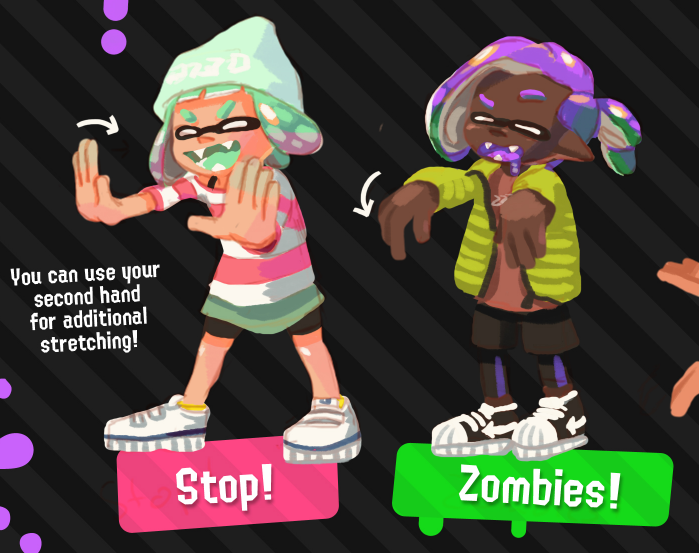 You can use your
second hand
for additional
stretching!
Stop!
Zombies!